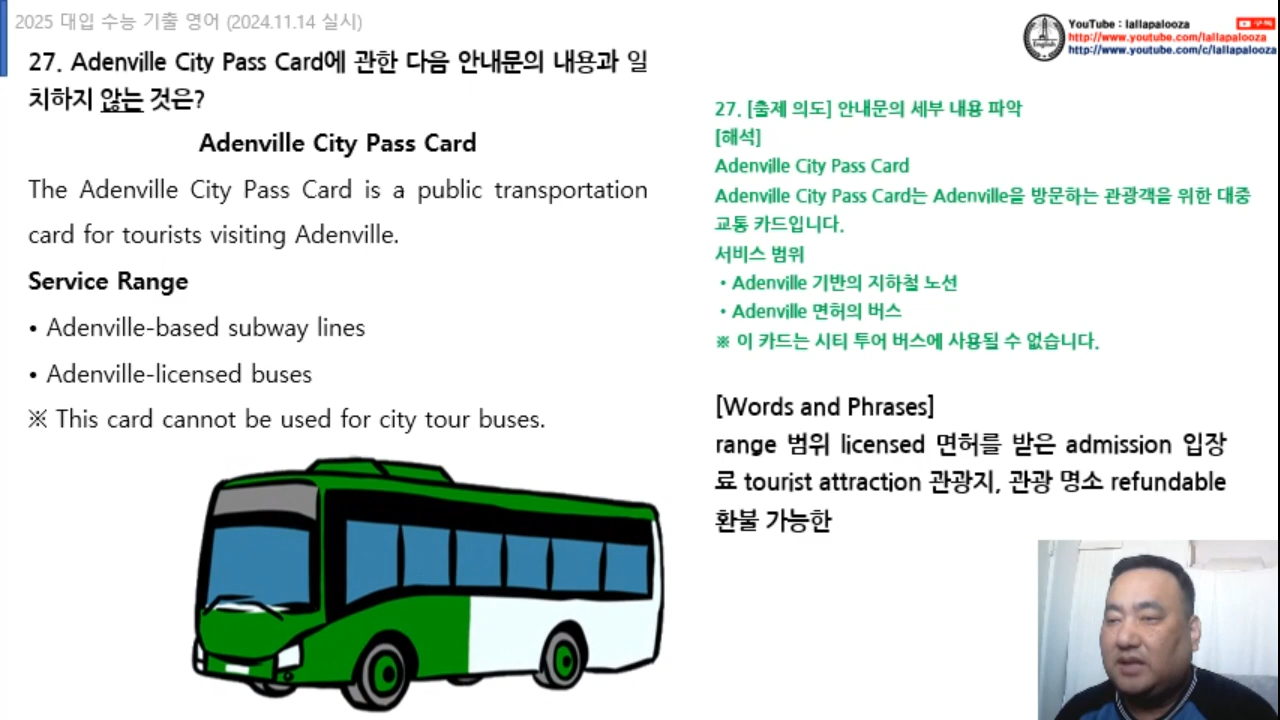 2025 대입 수능 기출 영어 (2024.11.14 실시)
YouTube : lallapalooza
구독
http://www.youtube.com/lallapalooza
http://www.youtube.com/c/lallapalooza
English
27. Adenville City Pass Card에 관한 다음 안내문의 내용과 일
치하지 않는 것은?
Adenville City Pass Card
The Adenville City Pass Card is a public transportation
card for tourists visiting Adenville.
Service Range
• Adenville-based subway lines
• Adenville-licensed buses
※ This card cannot be used for city tour buses.
27. [출제 의도] 안내문의 세부 내용 파악
[해석]
Adenville City Pass Card
Adenville City Pass Card는 Adenville을 방문하는 관광객을 위한 대중
교통 카드입니다.
서비스 범위
• Adenville 기반의 지하철 노선
• Adenville 면허의 버스
※ 이 카드는 시티 투어 버스에 사용될 수 없습니다.
[Words and Phrases]
range 범위 licensed 면허를 받은 admission 입장
료 tourist attraction 관광지, 관광 명소 refundable
환불 가능한